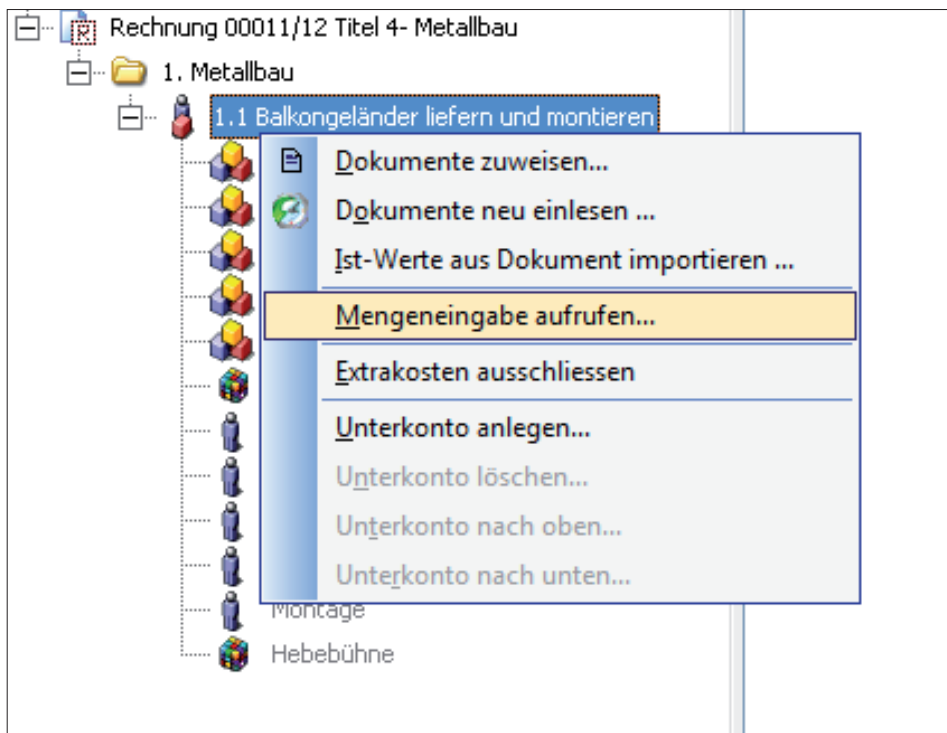 Rechnung 00011/12 Titel 4- Metallbau
1. Metallbau
1.1 Balkongeländer liefern und montieren
Dokumente zuweisen...
Dokumente neu einlesen ...
Ist-Werte aus Dokument importieren ...
Mengeneingabe aufrufen...
Extrakosten ausschliessen
Unterkonto anlegen...
Unterkonto löschen...
Unterkonto nach oben...
Unterkonto nach unten...
Montage
Hebebühne